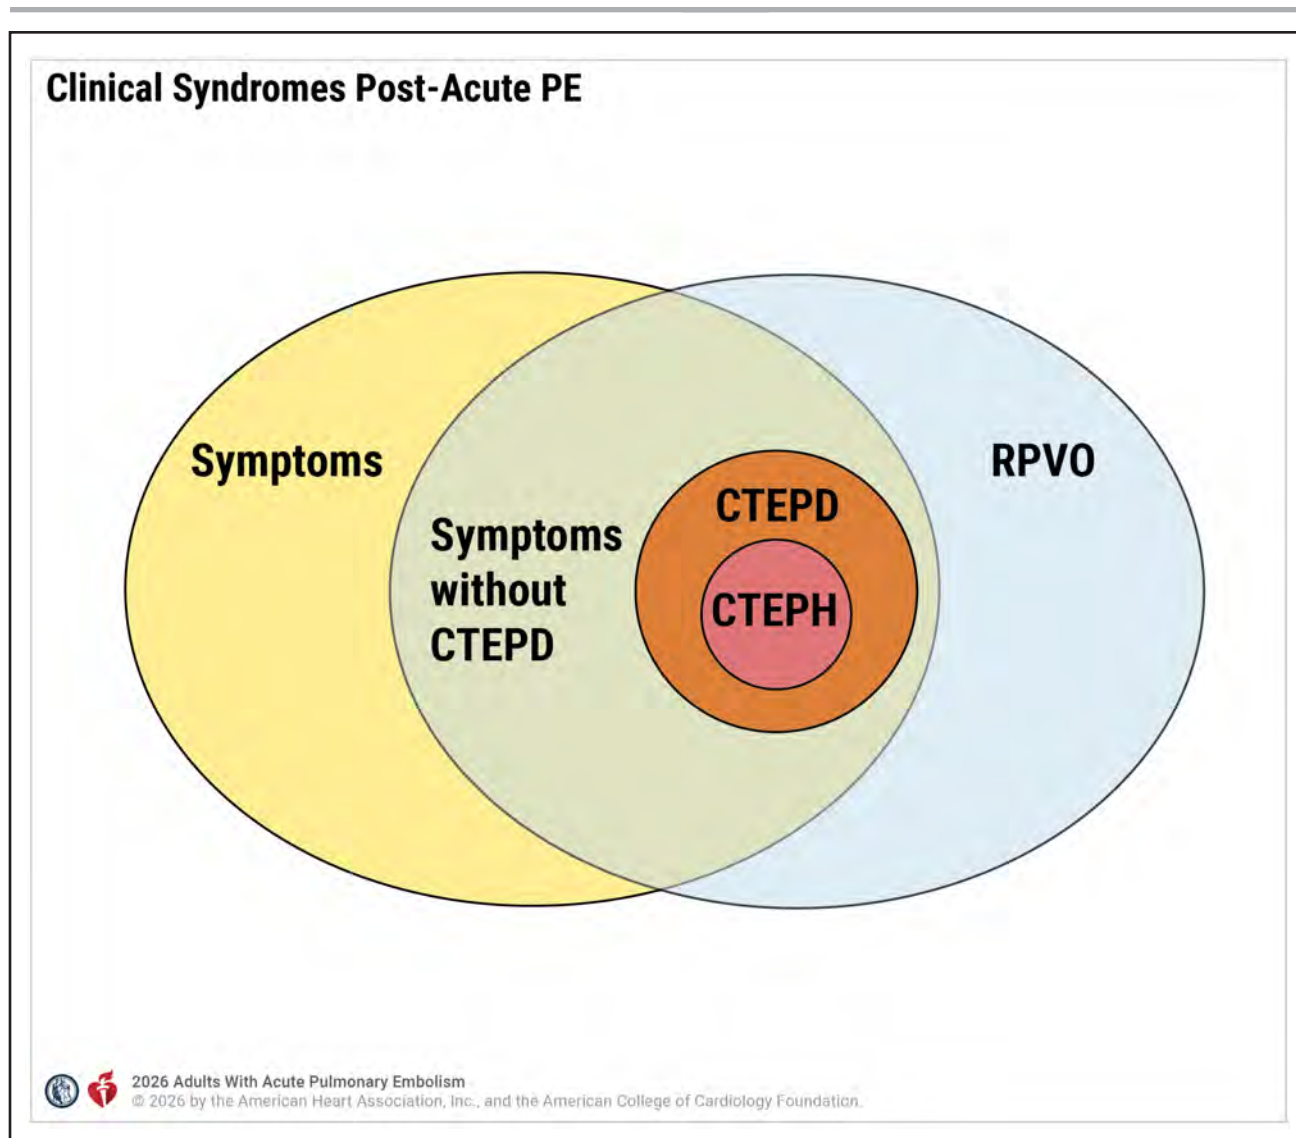 Clinical Syndromes Post-Acute PE
Symptoms
RPVO
CTEPD
Symptoms
without
CTEPD
CTEPH
2026 Adults With Acute Pulmonary Embolism
© 2026 by the American Heart Association, Inc., and the American College of Cardiology Foundation.